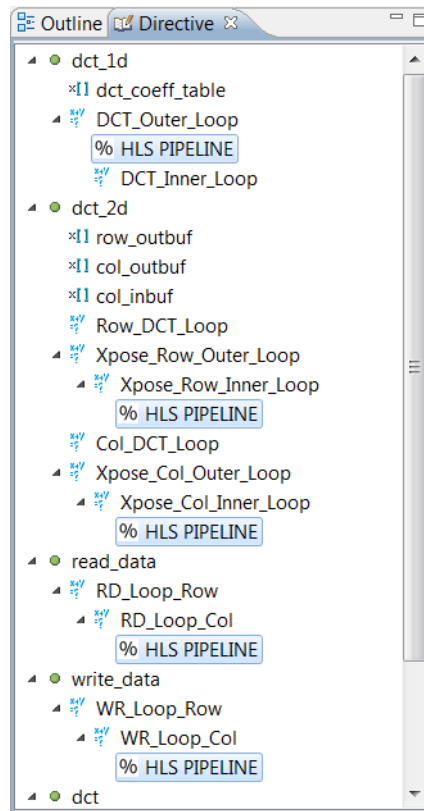 Outline Directive
dct_1d
x[] dct_coeff_table
DCT_Outer_Loop
% HLS PIPELINE
DCT_Inner_Loop
dct_2d
x[] row_outbuf
x[] col_outbuf
x[] col_inbuf
Row_DCT_Loop
Xpose_Row_Outer_Loop
Xpose_Row_Inner_Loop
% HLS PIPELINE
Col_DCT_Loop
Xpose_Col_Outer_Loop
Xpose_Col_Inner_Loop
% HLS PIPELINE
read_data
RD_Loop_Row
RD_Loop_Col
% HLS PIPELINE
write_data
WR_Loop_Row
WR_Loop_Col
% HLS PIPELINE
dct